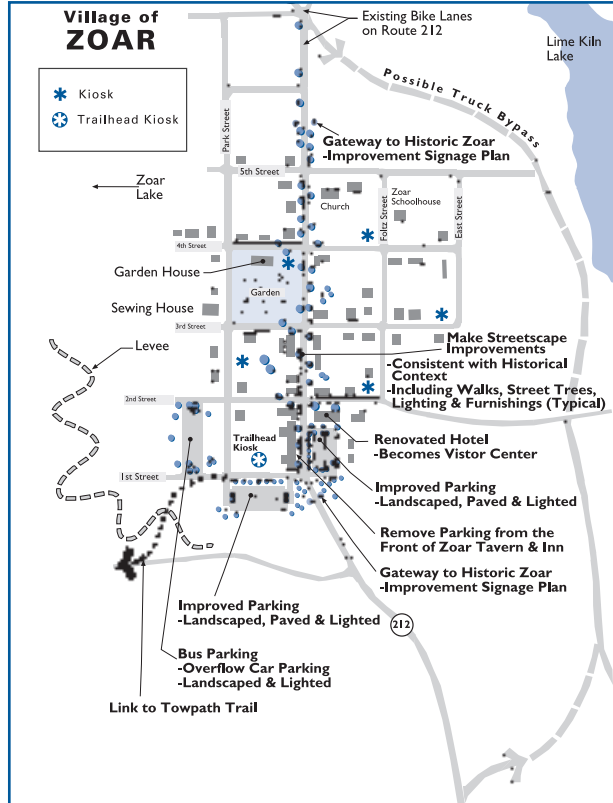 Village of
ZOAR
Kiosk
Trailhead Kiosk
Existing Bike Lanes
on Route 212
Lime Kiln
Lake
Possible Truck Bypass
Park Street
Gateway to Historic Zoar
-Improvement Signage Plan
5th Street
Zoar
Lake
Church
Foltz Street
Zoar
Schoolhouse
East Street
4th Street
Garden House
Garden
Sewing House
3rd Street
Levee
Make Streetscape
Improvements
-Consistent with Historical
Context
-Including Walks, Street Trees,
Lighting & Furnishings (Typical)
2nd Street
Renovated Hotel
-Becomes Vistor Center
Trailhead
Kiosk
1st Street
Improved Parking
-Landscaped, Paved & Lighted
Remove Parking from the
Front of Zoar Tavern & Inn
Gateway to Historic Zoar
-Improvement Signage Plan
Improved Parking
-Landscaped, Paved & Lighted
212
Bus Parking
-Overflow Car Parking
-Landscaped & Lighted
Link to Towpath Trail